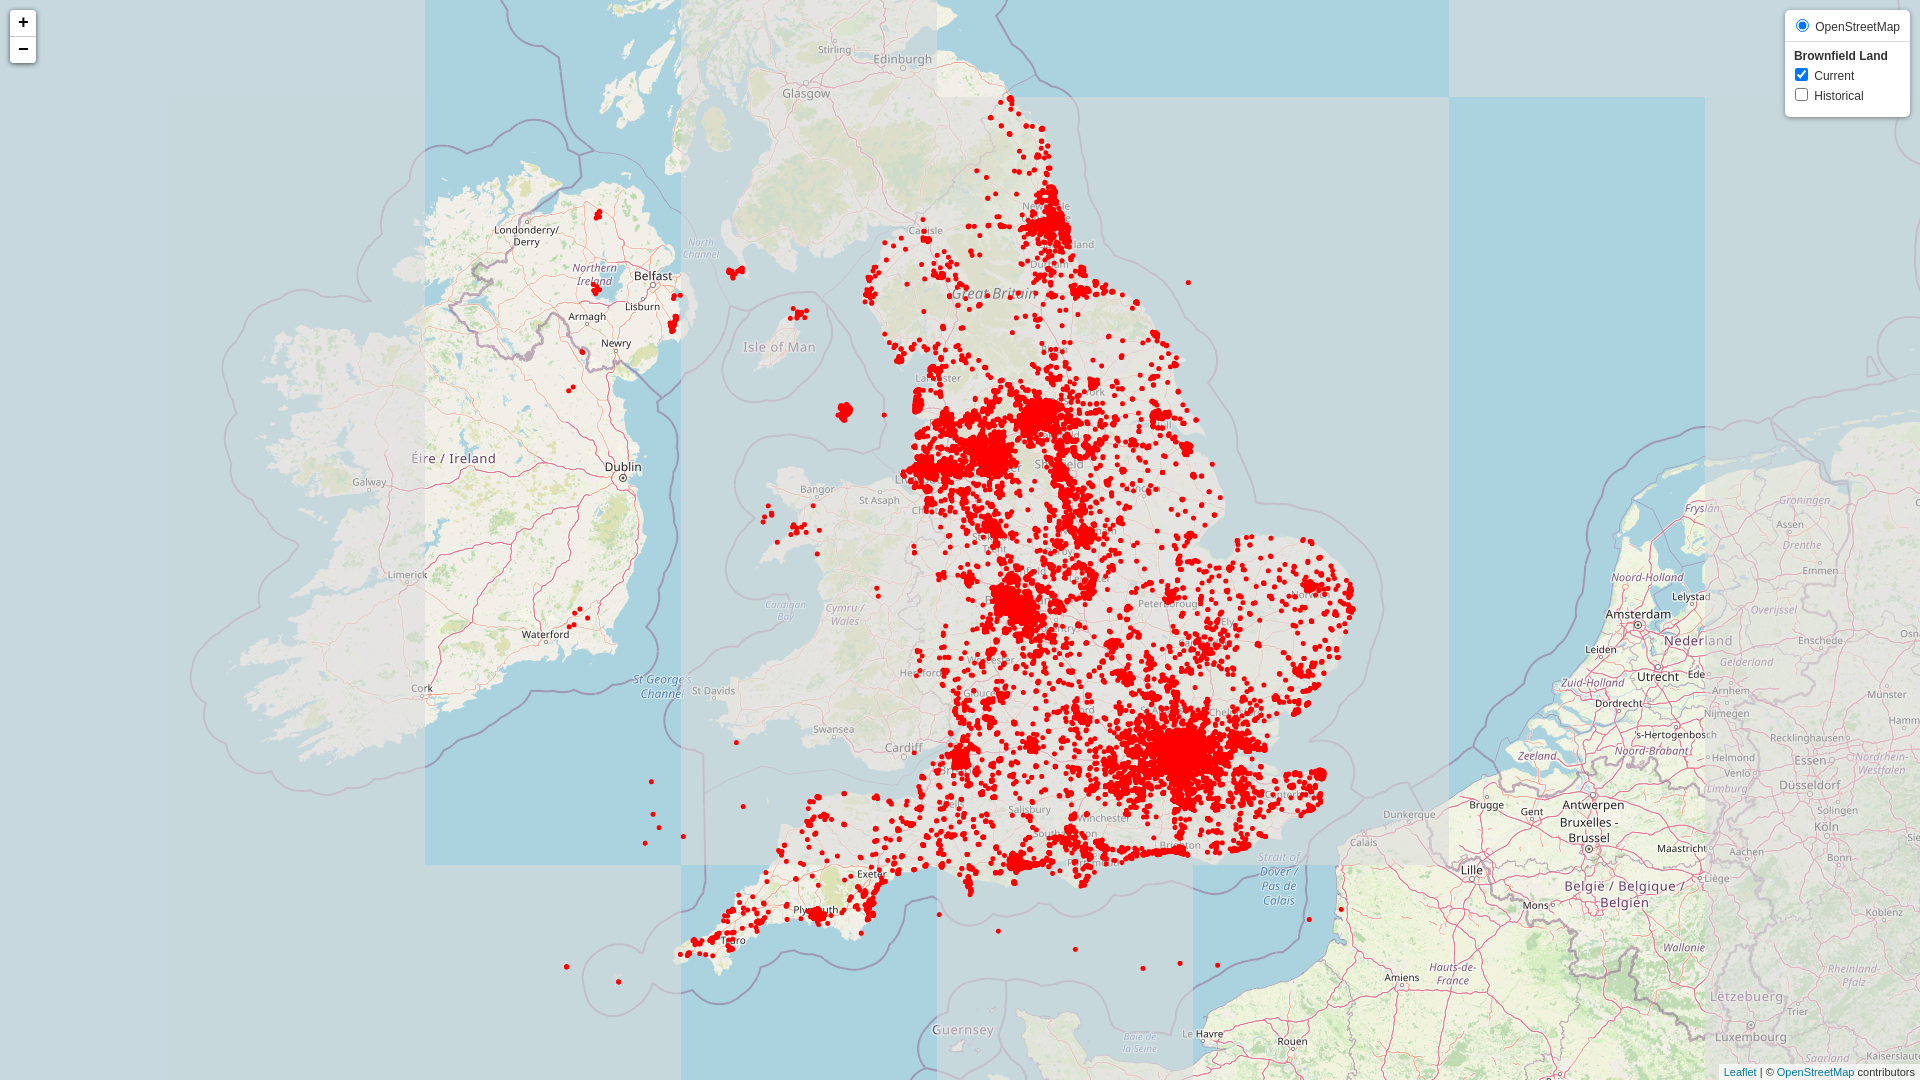 +
−
OpenStreetMap
Brownfield Land
Current
Historical
Stirling
Edinburgh
Glasgow
Londonderry/
Derry
North
Channel
Northern
Ireland
Belfast
Lisburn
Armagh
Newry
Carlisle
Great Britain
Isle of Man
Éire / Ireland
Dublin
Galway
Limerick
Waterford
Cork
St George's
Channel
Bangor
St Asaph
Cardigan
Bay
Cymru /
Wales
St Davids
Swansea
Cardiff
Peterborough
Ely
Salisbury
Winchester
Brighton
Exeter
Plymouth
Truro
Strait of
Dover /
Pas de
Calais
Guernsey
Baie de
la Seine
Le Havre
Rouen
Amiens
Hauts-de-
France
Calais
Dunkerque
Lille
Mons
Brugge
Gent
Antwerpen
Bruxelles -
Brussel
Maastricht
België / Belgique /
Belgien
Liège
Wallonie
Zeeland
Noord-Brabant
's-Hertogenbosch
Dordrecht
Zuid-Holland
Utrecht
Ede
Leiden
Amsterdam
Noord-Holland
Lelystad
Nederland
Gelderland
Arnhem
Nijmegen
Overijssel
Enschede
Drenthe
Emmen
Assen
Groningen
Fryslân
Münster
Recklinghausen
Essen
Düsseldorf
Solingen
Köln
Bonn
Aachen
Helmond
Venlo
Limburg
Koblenz
Nordrhein-
Westfalen
Rheinland-
Pfalz
Lëtzebuerg
Luxembourg
Trier
Saarland
Leaflet | © OpenStreetMap contributors